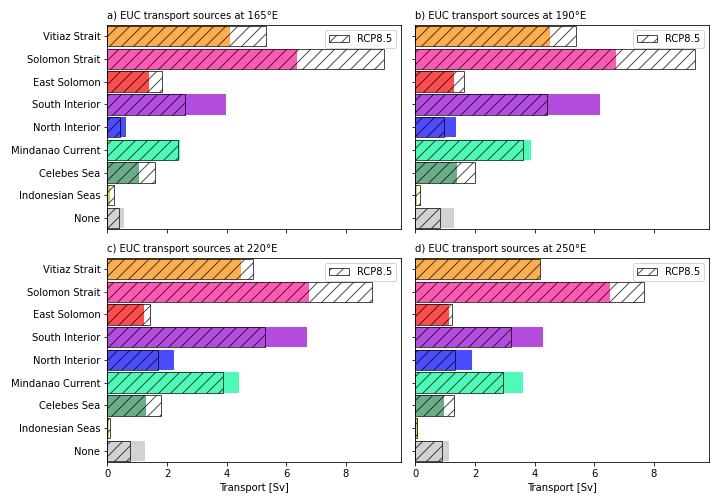 a) EUC transport sources at 165°E
b) EUC transport sources at 190°E
Vitiaz Strait
Solomon Strait
East Solomon
South Interior
North Interior
Mindanao Current
Celebes Sea
Indonesian Seas
None
RCP8.5
RCP8.5
c) EUC transport sources at 220°E
d) EUC transport sources at 250°E
Vitiaz Strait
Solomon Strait
East Solomon
South Interior
North Interior
Mindanao Current
Celebes Sea
Indonesian Seas
None
RCP8.5
RCP8.5
0 2 4 6 8
0 2 4 6 8
Transport [Sv]
Transport [Sv]